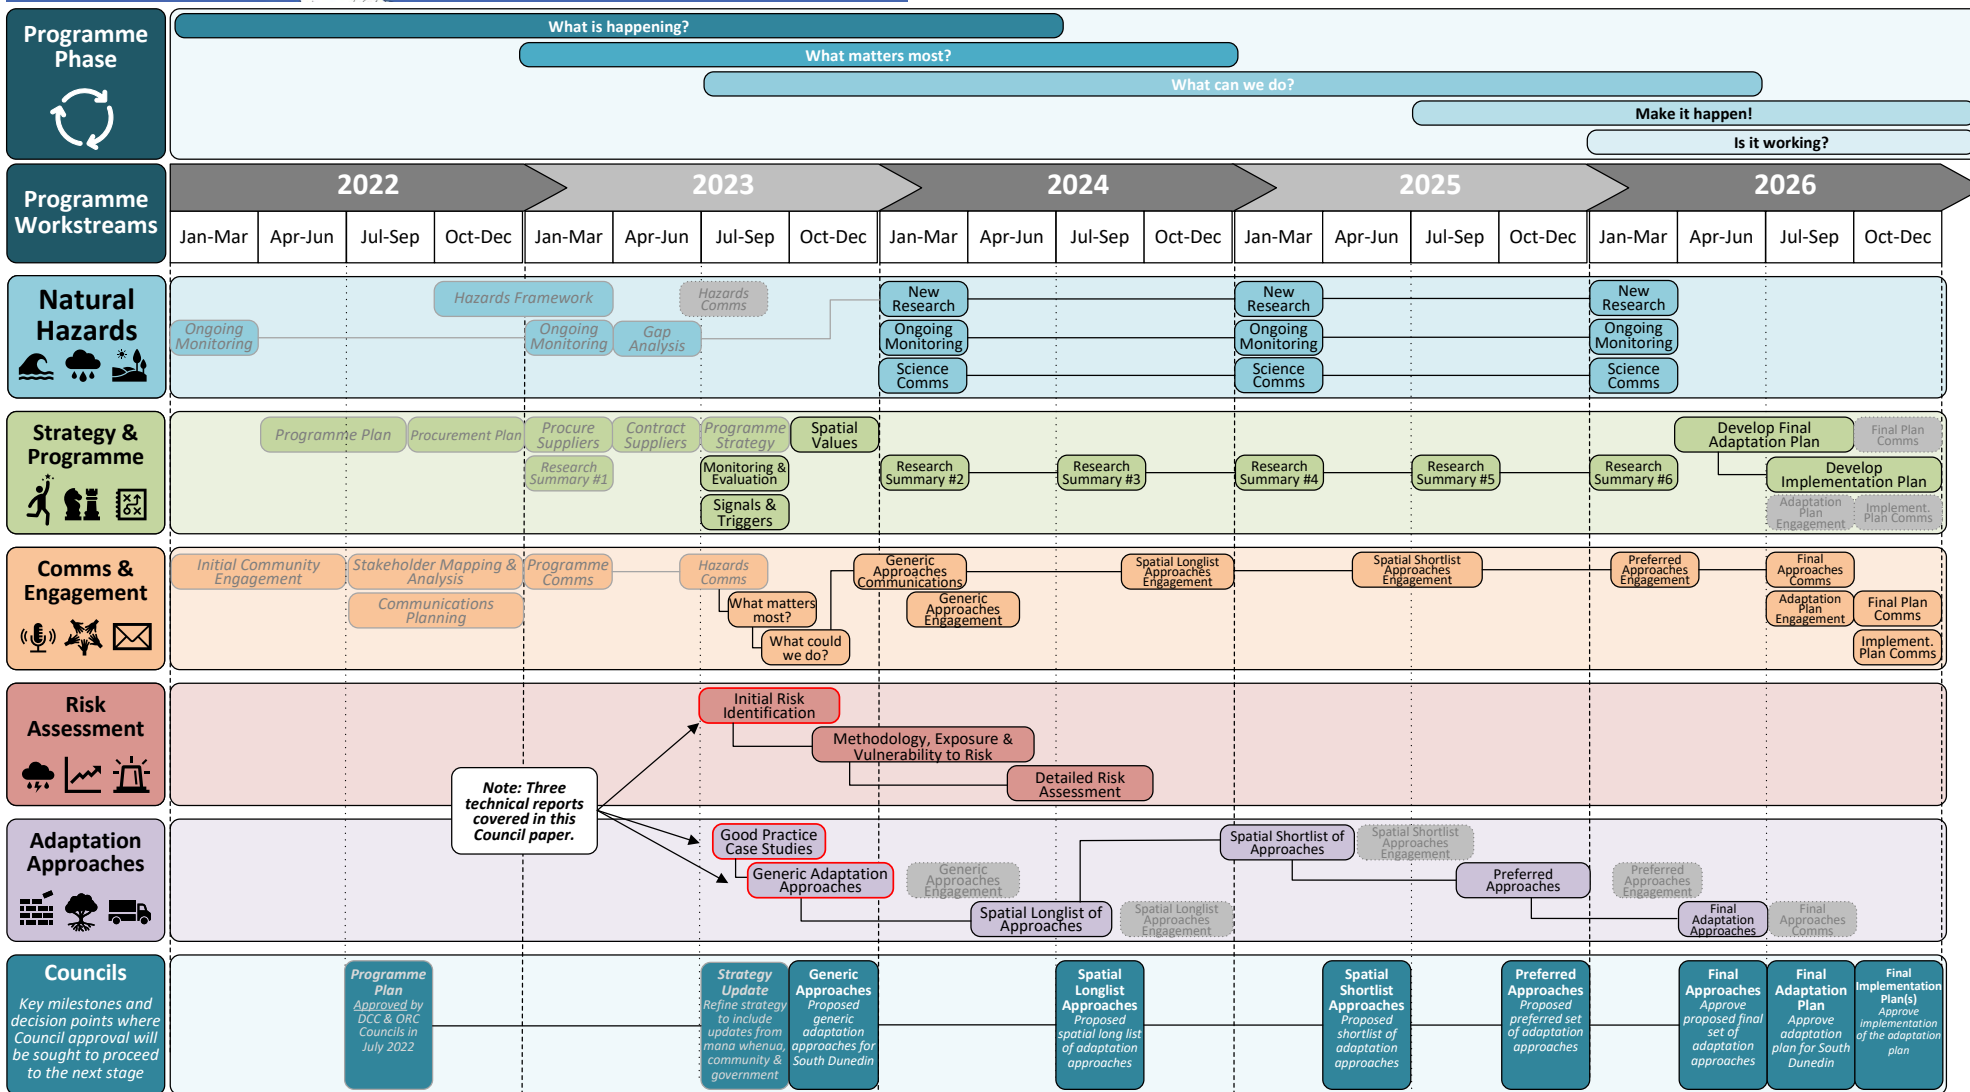 Programme
Phase
What is happening?
What matters most?
What can we do?
Make it happen!
Is it working?
Programme
Workstreams
2022
2023
2024
2025
2026
Jan-Mar
Apr-Jun
Jul-Sep
Oct-Dec
Jan-Mar
Apr-Jun
Jul-Sep
Oct-Dec
Jan-Mar
Apr-Jun
Jul-Sep
Oct-Dec
Jan-Mar
Apr-Jun
Jul-Sep
Oct-Dec
Jan-Mar
Apr-Jun
Jul-Sep
Oct-Dec
Natural
Hazards
Hazards Framework
Hazards
Comms
New
Research
New
Research
New
Research
Ongoing
Monitoring
Ongoing
Monitoring
Gap
Analysis
Ongoing
Monitoring
Ongoing
Monitoring
Ongoing
Monitoring
Science
Comms
Science
Comms
Science
Comms
Strategy &
Programme
Programme Plan
Procurement Plan
Procure
Suppliers
Contract
Suppliers
Programme
Strategy
Spatial
Values
Develop Final
Adaptation Plan
Final Plan
Comms
Research
Summary #1
Monitoring &
Evaluation
Research
Summary #2
Research
Summary #3
Research
Summary #4
Research
Summary #5
Research
Summary #6
Develop
Implementation Plan
Signals &
Triggers
Adaptation
Plan
Engagement
Implement.
Plan Comms
Comms &
Engagement
Initial Community
Engagement
Stakeholder Mapping &
Analysis
Programme
Comms
Hazards
Comms
Generic
Approaches
Communications
Spatial Longlist
Approaches
Engagement
Spatial Shortlist
Approaches
Engagement
Preferred
Approaches
Engagement
Final
Approaches
Comms
Communications
Planning
What matters
most?
Generic
Approaches
Engagement
Adaptation
Plan
Engagement
Final Plan
Comms
What could
we do?
Implement.
Plan Comms
Risk
Assessment
Initial Risk
Identification
Methodology, Exposure &
Vulnerability to Risk
Detailed Risk
Assessment
Note: Three
technical reports
covered in this
Council paper.
Adaptation
Approaches
Good Practice
Case Studies
Spatial Shortlist of
Approaches
Spatial Shortlist
Approaches
Engagement
Generic Adaptation
Approaches
Generic
Approaches
Engagement
Preferred
Approaches
Preferred
Approaches
Engagement
Spatial Longlist of
Approaches
Spatial Longlist
Approaches
Engagement
Final
Adaptation
Approaches
Final
Approaches
Comms
Councils
Key milestones and
decision points where
Council approval will
be sought to proceed
to the next stage
Programme
Plan
Approved by
DCC & ORC
Councils in
July 2022
Strategy
Update
Refine strategy
to include
updates from
mana whenua,
community &
government
Generic
Approaches
Proposed
generic
adaptation
approaches for
South Dunedin
Spatial
Longlist
Approaches
Proposed
spatial long list
of adaptation
approaches
Spatial
Shortlist
Approaches
Proposed
shortlist of
adaptation
approaches
Preferred
Approaches
Proposed
preferred set
of adaptation
approaches
Final
Approaches
Approve
proposed final
set of
adaptation
approaches
Final
Adaptation
Plan
Approve
adaptation
plan for South
Dunedin
Final
Implementation
Plan(s)
Approve
implementation
of the adaptation
plan